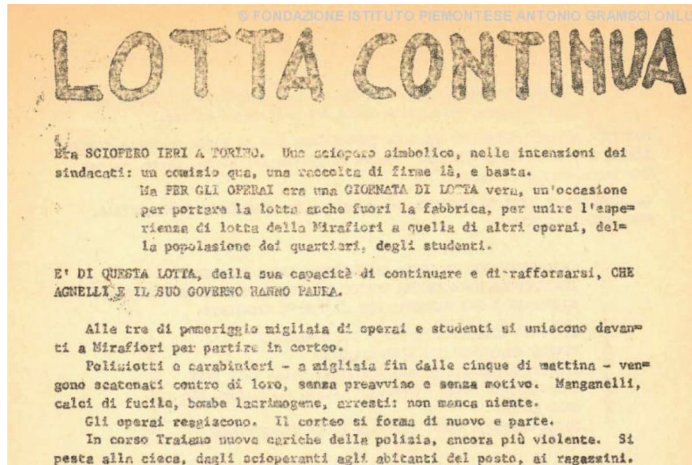 © FONDAZIONE ISTITUTO PIEMONTESE ANTONIO GRAMSCI ONLU
LOTTA CONTINUA
Era SCIOPERO IERI A TORINO. Uno sciopero simbolico, nelle intensioni dei
sindacati: un comizio qua, una raccolta di firme là, e basta.
Ma PER GLI OPERAI era una GIORNATA DI LOTTA vera, un'occasione
per portare la lotta anche fuori la fabbrica, per unire l'espe=
rienza di lotta della Mirafiori a quella di altri operai, del=
la popolasione dei quartieri, degli studenti.
E' DI QUESTA LOTTA, della sua capacità di continuare e di rafforsarsi, CHE
AGNELLI E IL SUO GOVERNO HANNO PAURA.
Alle tre di pomeriggio migliaia di operai e studenti si uniscono davan=
ti a Mirafiori per partire in corteo.
Polisiotti e carabinieri - a migliaia fin dalle cinque di mattina - ven=
gono scatenati contro di loro, senza preavviso e senza motivo. Manganelli,
calci di fucile, bombe lacrimogene, arresti: non manca niente.
Gli operai reagiscono. Il corteo si forma di nuovo e parte.
In corso Traiano nuove cariche della polisia, ancora più violente. Si
pesta alla cieca, dagli scioperanti agli abitanti del posto, ai ragazzini.